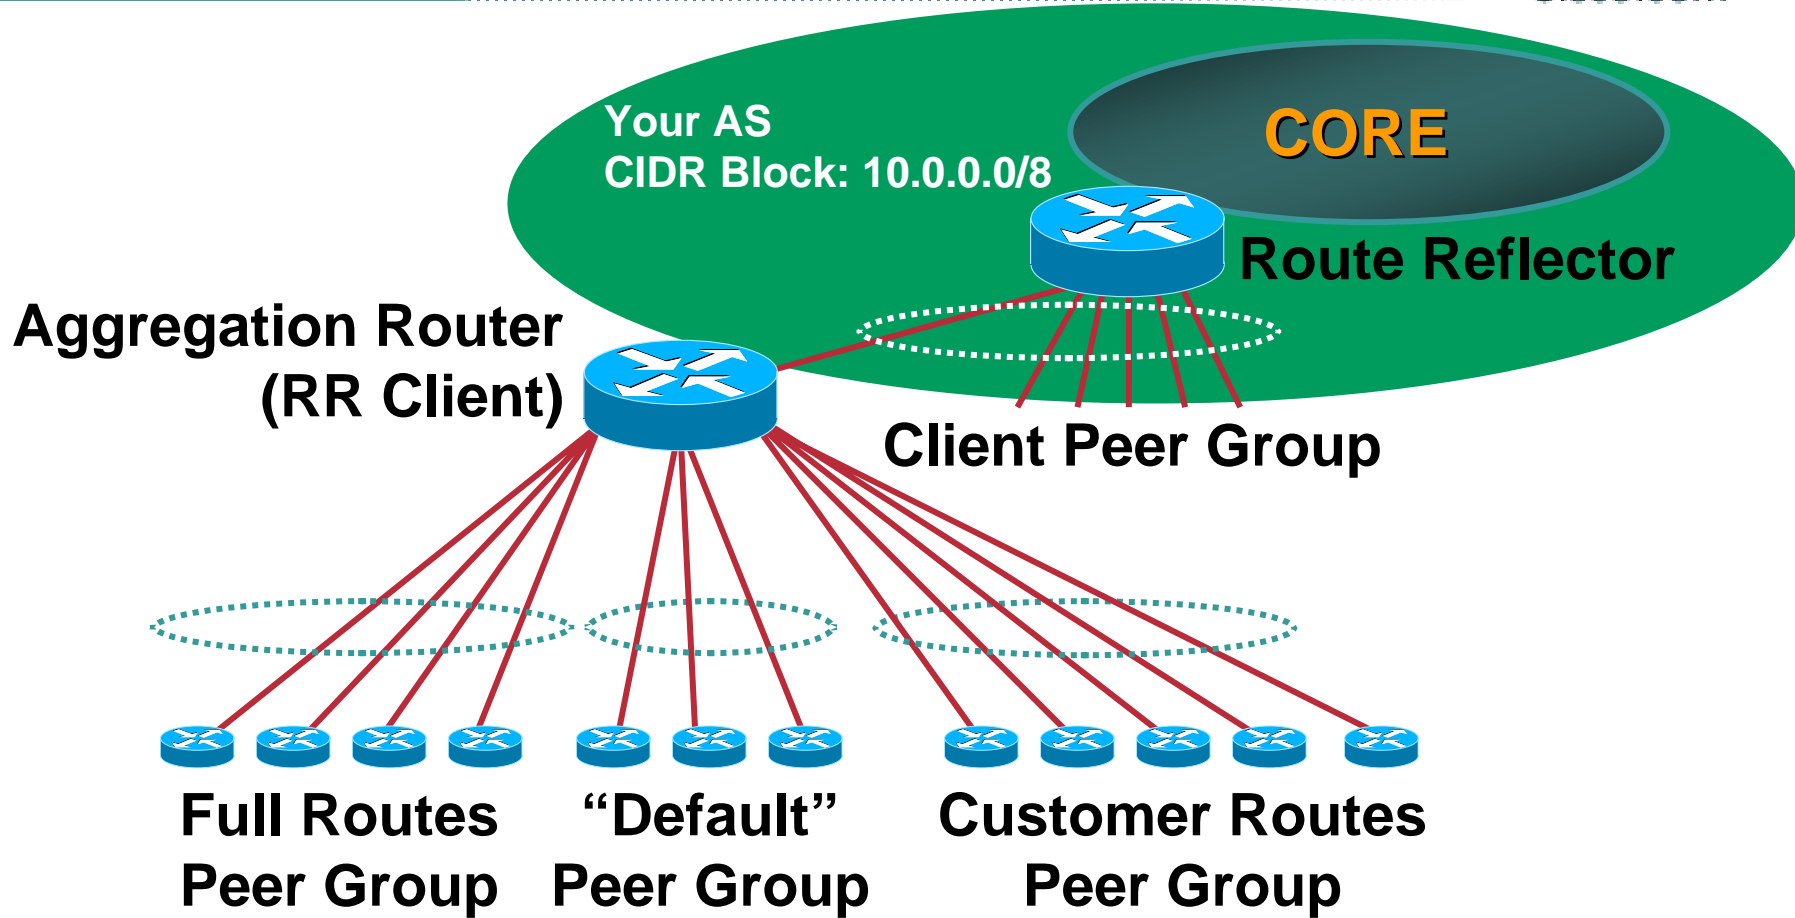 Your AS
CIDR Block: 10.0.0.0/8
CORE
Route Reflector
Aggregation Router
(RR Client)
Client Peer Group
Full Routes
Peer Group
“Default”
Peer Group
Customer Routes
Peer Group